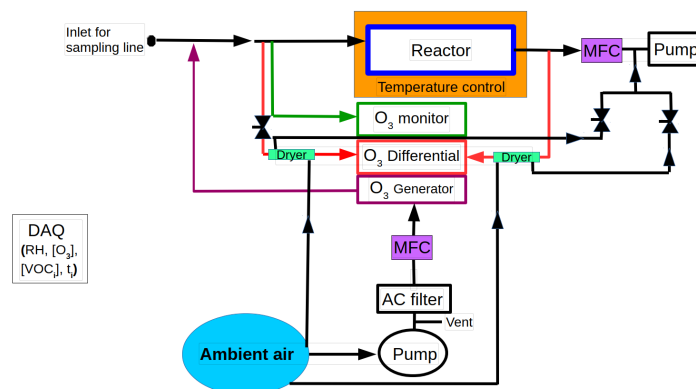 Inlet for
sampling line
Reactor
Temperature control
MFC
Pump
O₃ monitor
Dryer
O₃ Differential
Dryer
O₃ Generator
DAQ
(RH, [O₃],
[VOCᵢ], tᵢ)
MFC
AC filter
Vent
Ambient air
Pump